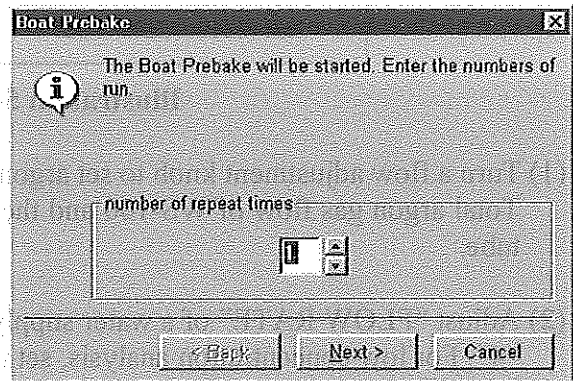 Boat Prebake
The Boat Prebake will be started. Enter the numbers of
run.
number of repeat times
1
< Back
Next >
Cancel